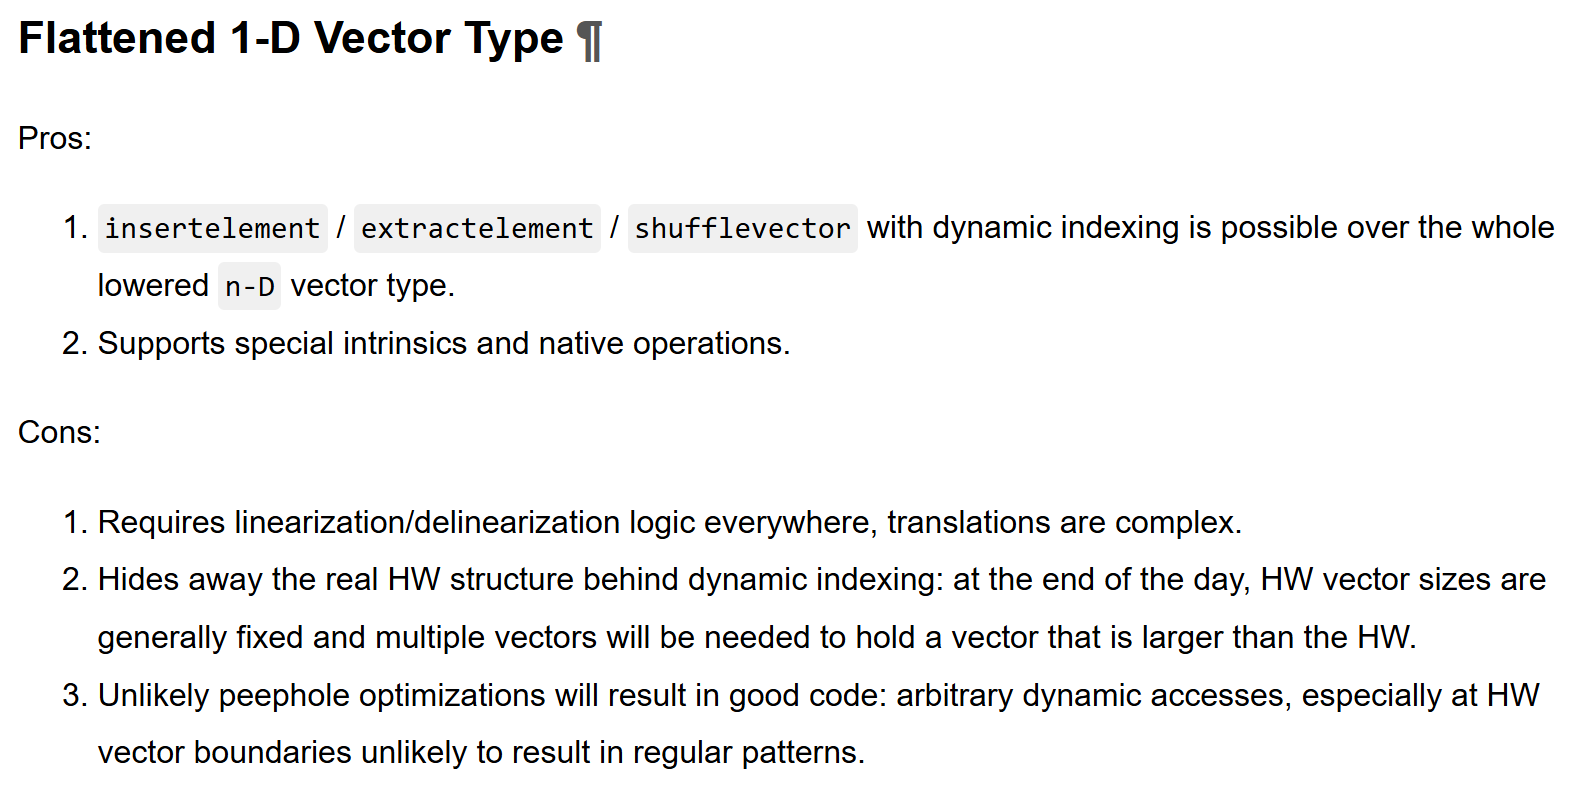 Flattened 1-D Vector Type ¶
Pros:
1. insertelement / extractelement / shufflevector with dynamic indexing is possible over the whole
lowered n-D vector type.
2. Supports special intrinsics and native operations.
Cons:
1. Requires linearization/delinearization logic everywhere, translations are complex.
2. Hides away the real HW structure behind dynamic indexing: at the end of the day, HW vector sizes are
generally fixed and multiple vectors will be needed to hold a vector that is larger than the HW.
3. Unlikely peephole optimizations will result in good code: arbitrary dynamic accesses, especially at HW
vector boundaries unlikely to result in regular patterns.